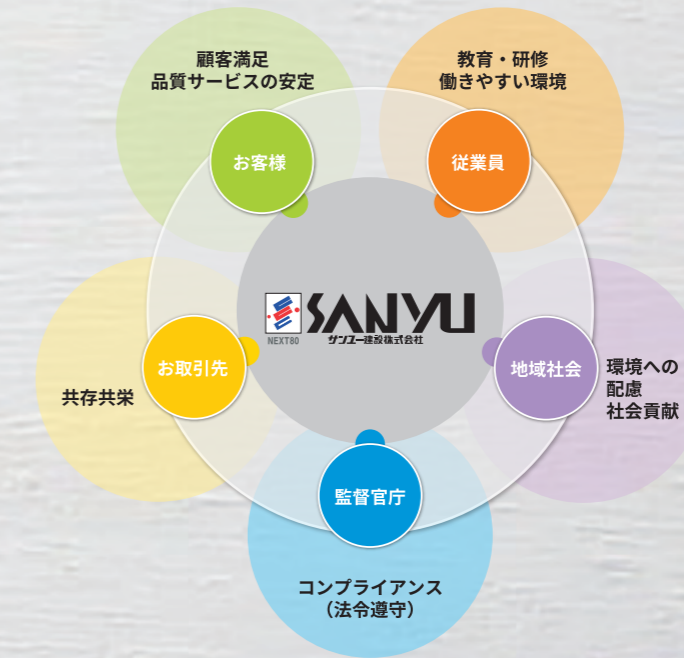 顧客満足
品質サービスの安定
教育・研修
働きやすい環境
お客様
従業員
SANYU
NEXT80
サンユー建設株式会社
お取引先
地域社会
共存共栄
環境への
配慮
社会貢献
監督官庁
コンプライアンス
（法令遵守）